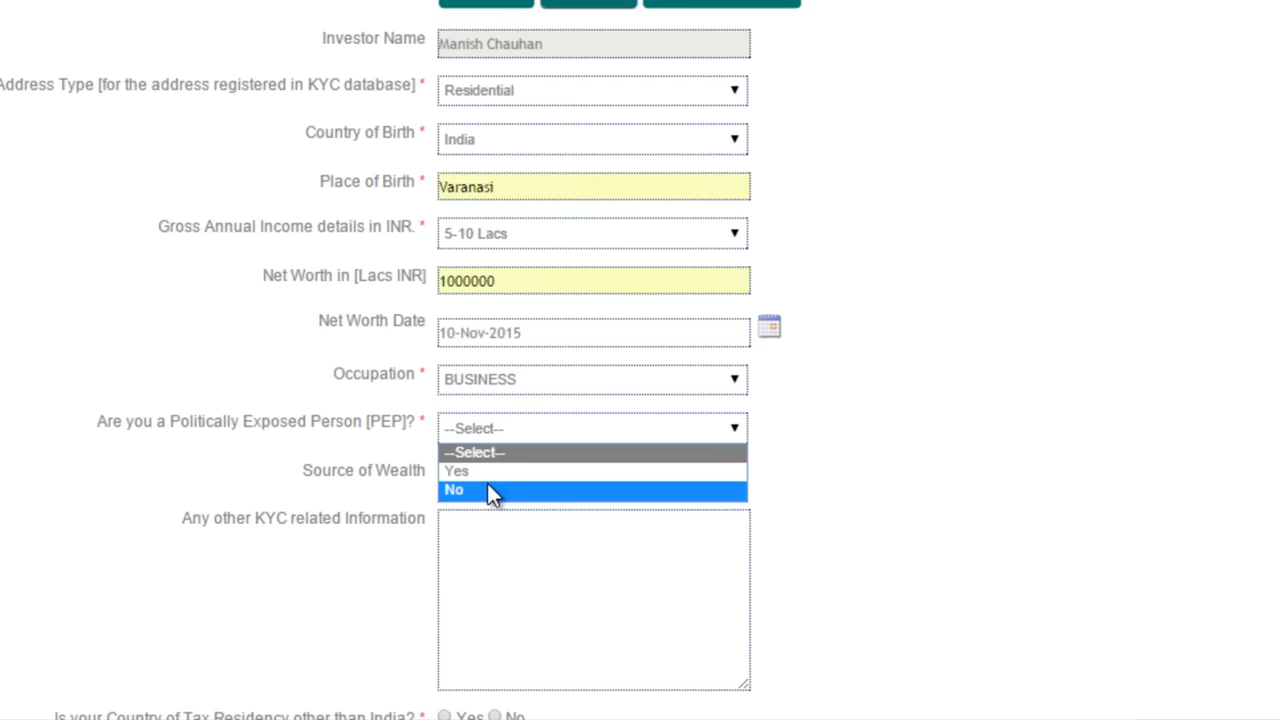 Investor Name Manish Chauhan
Address Type [for the address registered in KYC database] * Residential
Country of Birth * India
Place of Birth * Varanasi
Gross Annual Income details in INR. * 5-10 Lacs
Net Worth in [Lacs INR] 1000000
Net Worth Date 10-Nov-2015
Occupation * BUSINESS
Are you a Politically Exposed Person [PEP]? * --Select--
--Select--
Source of Wealth Yes
No
Any other KYC related Information
Is your Country of Tax Residency other than India? * Yes No